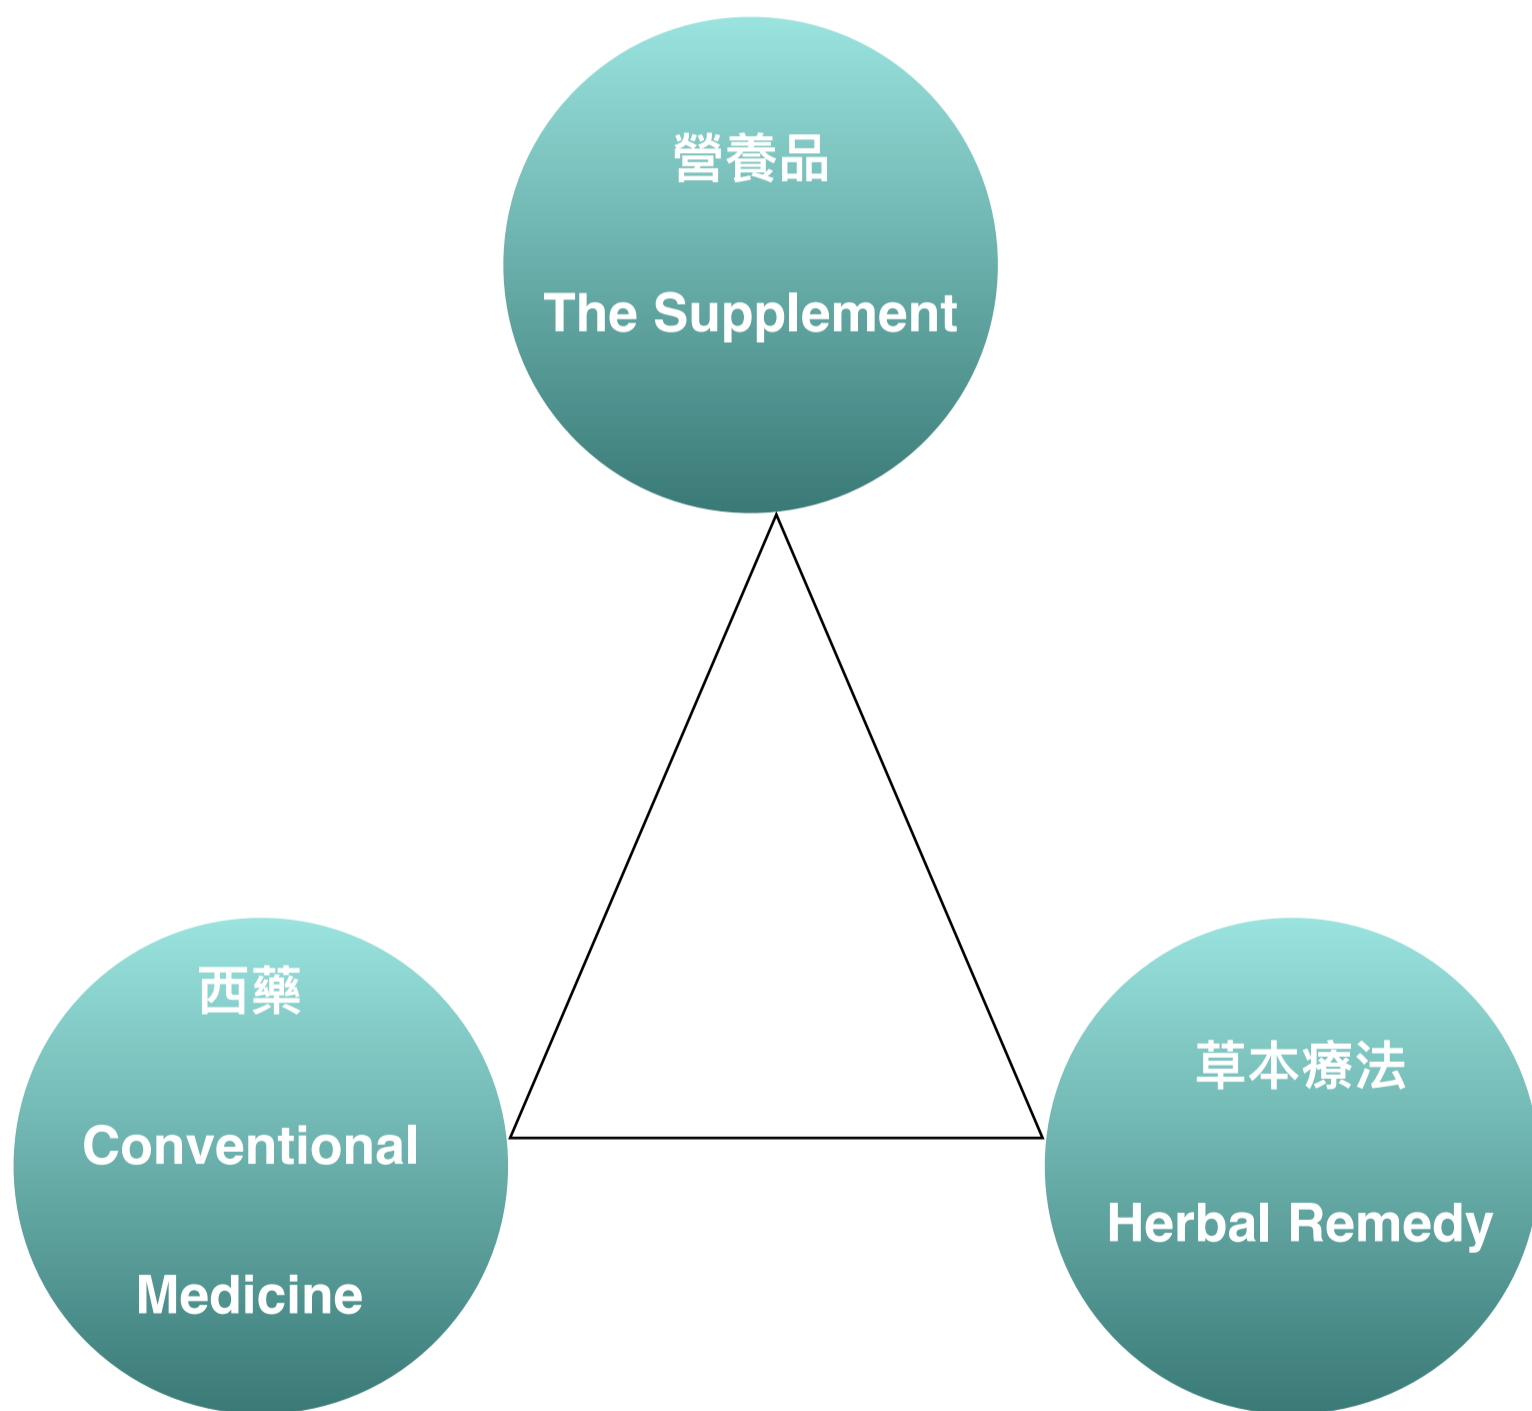 營養品
The Supplement
西藥
Conventional
Medicine
草本療法
Herbal Remedy